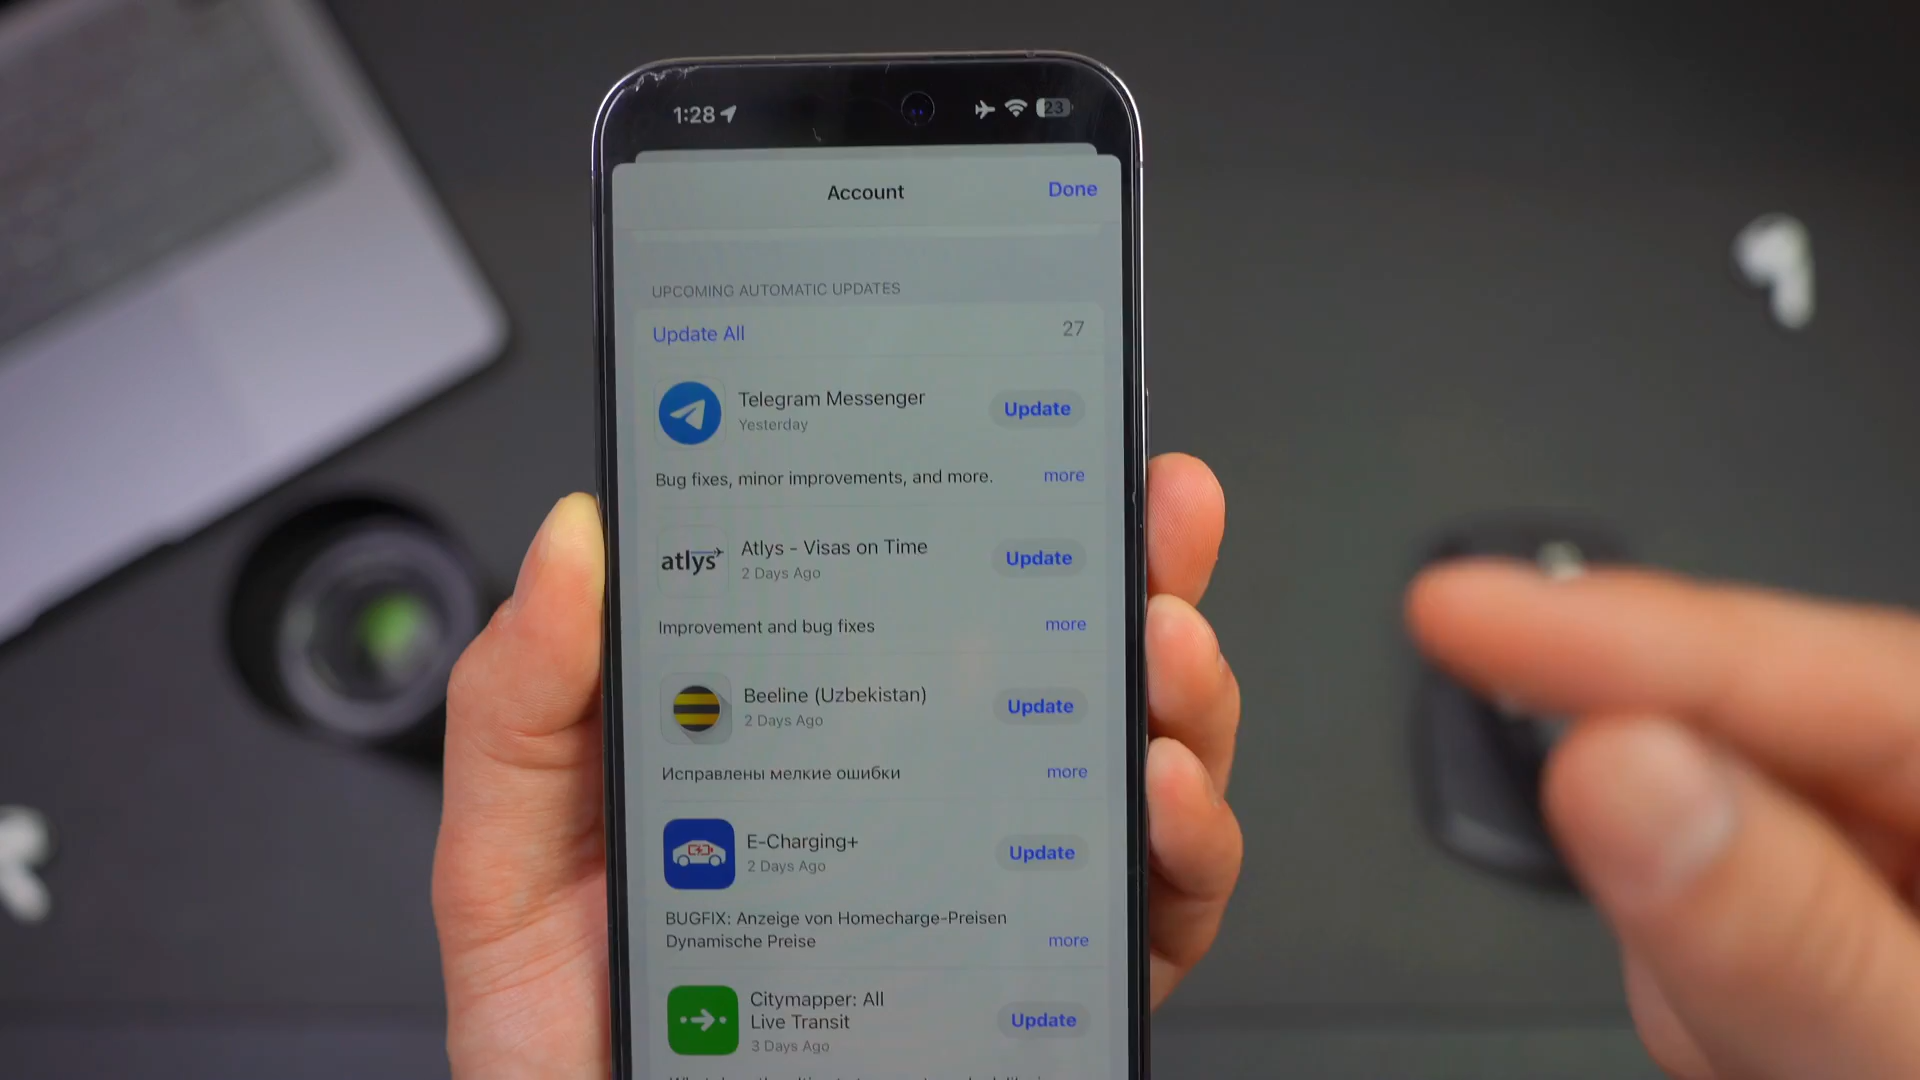 1:28
23
Account
Done
UPCOMING AUTOMATIC UPDATES
Update All
27
Telegram Messenger
Yesterday
Update
Bug fixes, minor improvements, and more.
more
atlys
Atlys - Visas on Time
2 Days Ago
Update
Improvement and bug fixes
more
Beeline (Uzbekistan)
2 Days Ago
Update
Исправлены мелкие ошибки
more
E-Charging+
2 Days Ago
Update
BUGFIX: Anzeige von Homecharge-Preisen
Dynamische Preise
more
Citymapper: All
Live Transit
3 Days Ago
Update